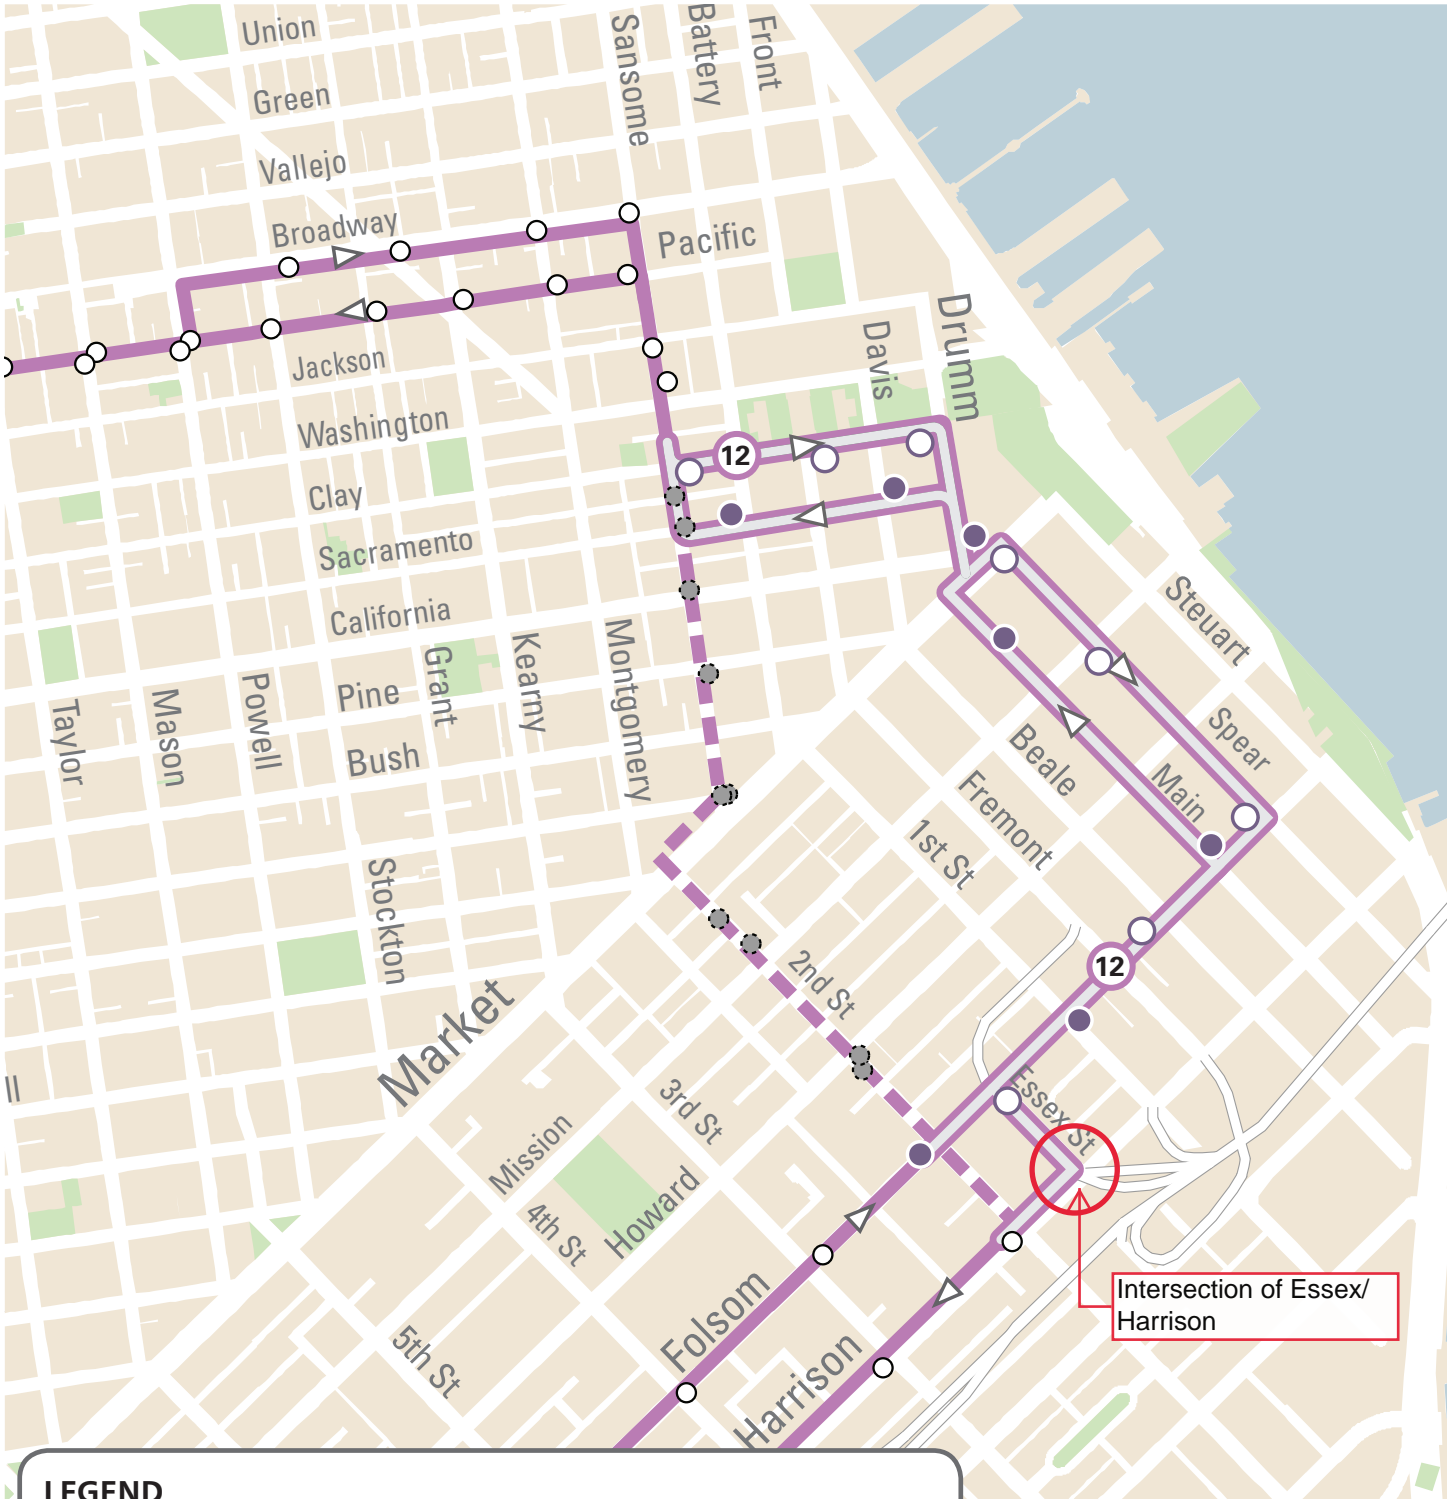 Union
Green
Vallejo
Broadway
Sansome
Battery
Front
Pacific
Jackson
Washington
Clay
Sacramento
California
Pine
Bush
Davis
Drumm
12
Taylor
Mason
Powell
Grant
Kearny
Montgomery
Stockton
Market
Steuart
Spear
Main
Beale
Fremont
1st St
2nd St
12
Essex St
3rd St
Mission
4th St
Howard
5th St
Folsom
Harrison
Intersection of Essex/
Harrison
LEGEND